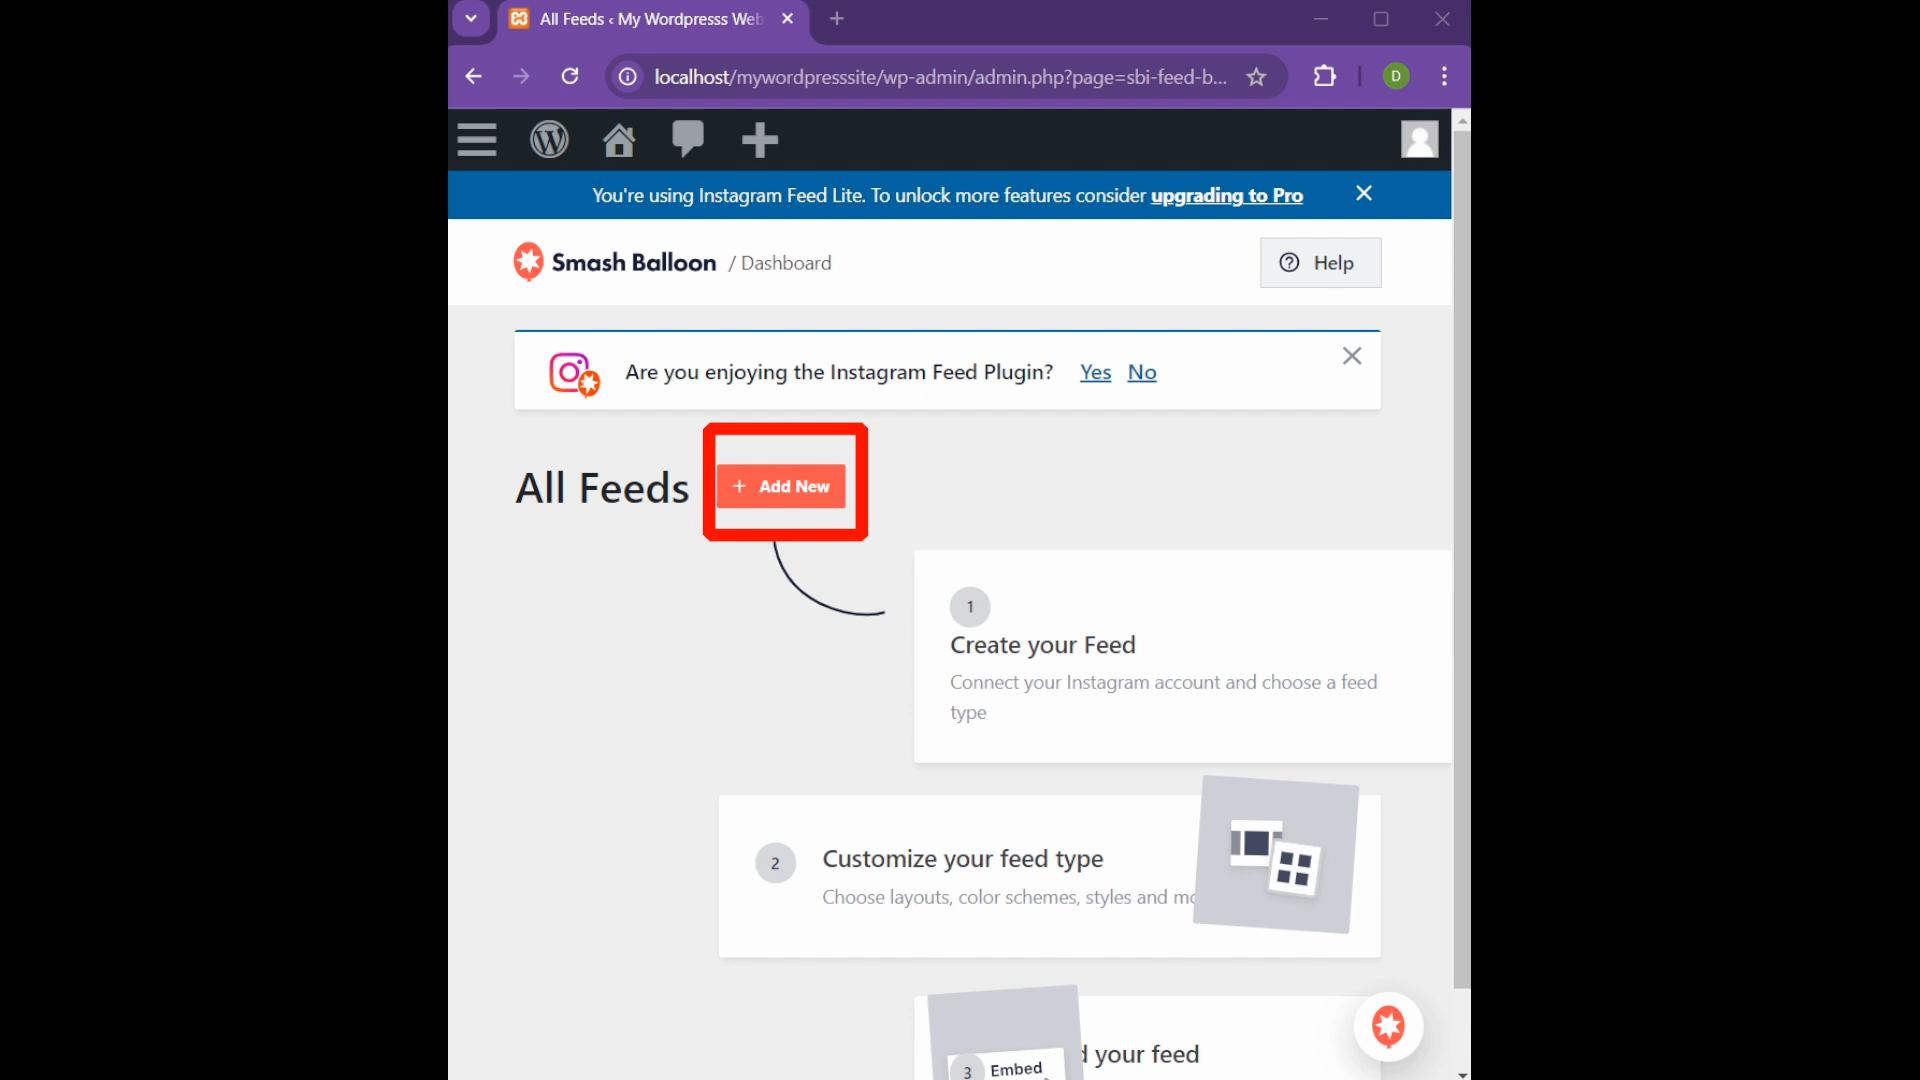 All Feeds ‹ My Wordpresss Web
localhost/mywordpresssite/wp-admin/admin.php?page=sbi-feed-b...
D
You're using Instagram Feed Lite. To unlock more features consider upgrading to Pro
Smash Balloon / Dashboard
Help
Are you enjoying the Instagram Feed Plugin? Yes No
All Feeds
+ Add New
1
Create your Feed
Connect your Instagram account and choose a feed
type
2
Customize your feed type
Choose layouts, color schemes, styles and mo
d your feed
3
Embed